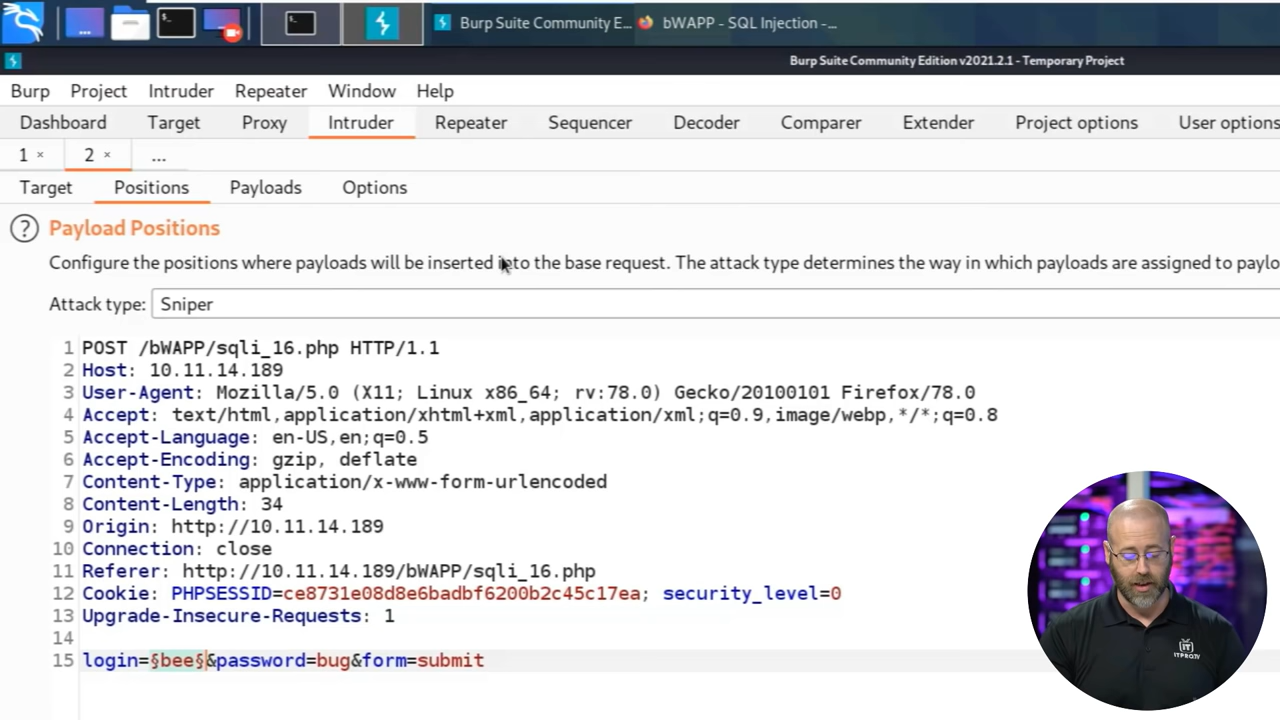 Burp Suite Community E... bWAPP - SQL Injection -...
Burp Suite Community Edition v2021.2.1 - Temporary Project
Burp Project Intruder Repeater Window Help
Dashboard Target Proxy Intruder Repeater Sequencer Decoder Comparer Extender Project options User options
1 × 2 × ...
Target Positions Payloads Options
? Payload Positions
Configure the positions where payloads will be inserted into the base request. The attack type determines the way in which payloads are assigned to paylo
Attack type: Sniper
1 POST /bWAPP/sqli_16.php HTTP/1.1
2 Host: 10.11.14.189
3 User-Agent: Mozilla/5.0 (X11; Linux x86_64; rv:78.0) Gecko/20100101 Firefox/78.0
4 Accept: text/html,application/xhtml+xml,application/xml;q=0.9,image/webp,*/*;q=0.8
5 Accept-Language: en-US,en;q=0.5
6 Accept-Encoding: gzip, deflate
7 Content-Type: application/x-www-form-urlencoded
8 Content-Length: 34
9 Origin: http://10.11.14.189
10 Connection: close
11 Referer: http://10.11.14.189/bWAPP/sqli_16.php
12 Cookie: PHPSESSID=ce8731e08d8e6badbf6200b2c45c17ea; security_level=0
13 Upgrade-Insecure-Requests: 1
14
15 login=§bee§&password=bug&form=submit
ITPROTV